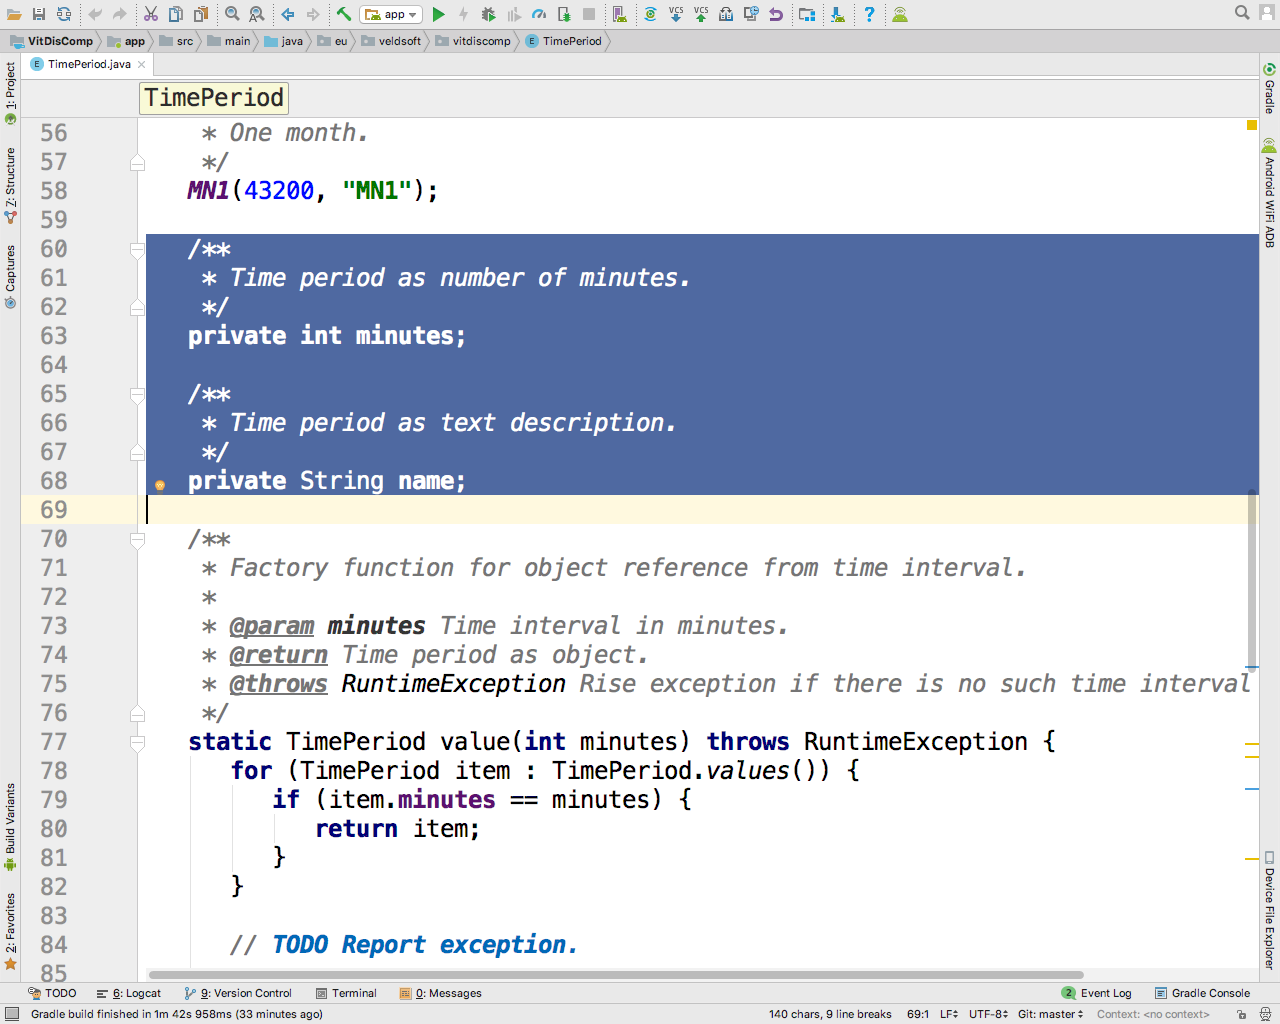 app
VCS VCS
VitDisComp app src main java eu veldsoft vitdiscomp TimePeriod
TimePeriod.java
TimePeriod
1: Project
7: Structure
Captures
Build Variants
2: Favorites
56 * One month.
57 */
58 MN1(43200, "MN1");
59
60 /**
61 * Time period as number of minutes.
62 */
63 private int minutes;
64
65 /**
66 * Time period as text description.
67 */
68 private String name;
69
70 /**
71 * Factory function for object reference from time interval.
72 *
73 * @param minutes Time interval in minutes.
74 * @return Time period as object.
75 * @throws RuntimeException Rise exception if there is no such time interval
76 */
77 static TimePeriod value(int minutes) throws RuntimeException {
78 for (TimePeriod item : TimePeriod.values()) {
79 if (item.minutes == minutes) {
80 return item;
81 }
82 }
83
84 // TODO Report exception.
85
Gradle
Android WiFi ADB
Device File Explorer
TODO 6: Logcat 9: Version Control Terminal 0: Messages 2 Event Log Gradle Console
Gradle build finished in 1m 42s 958ms (33 minutes ago) 140 chars, 9 line breaks 69:1 LF UTF-8 Git: master Context: <no context>